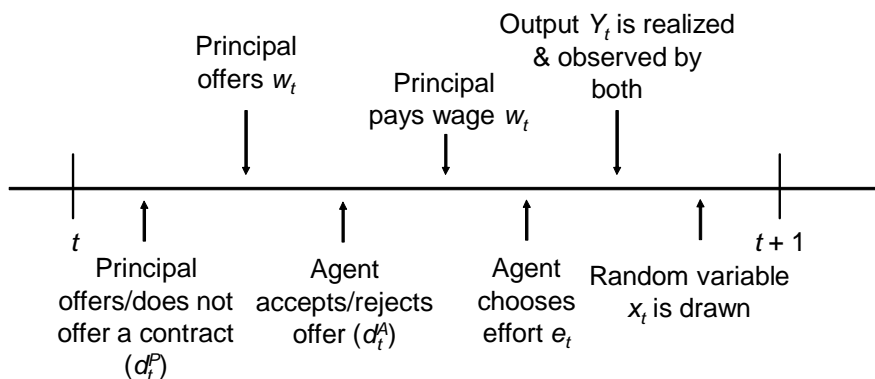 Principal
offers w_t
Principal
pays wage w_t
Output Y_t is realized
& observed by
both
t
t + 1
Principal
offers/does not
offer a contract
(d_t^P)
Agent
accepts/rejects
offer (d_t^A)
Agent
chooses
effort e_t
Random variable
x_t is drawn